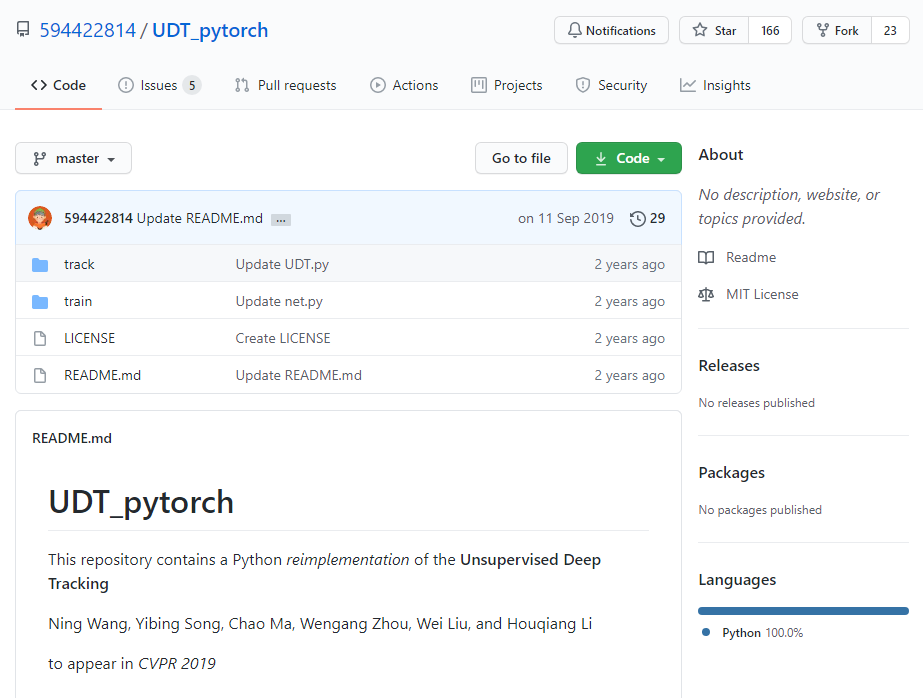 594422814 / UDT_pytorch
Notifications
Star 166
Fork 23
Code
Issues 5
Pull requests
Actions
Projects
Security
Insights
master
Go to file
Code
594422814 Update README.md ...
on 11 Sep 2019
29
track Update UDT.py 2 years ago
train Update net.py 2 years ago
LICENSE Create LICENSE 2 years ago
README.md Update README.md 2 years ago
README.md
UDT_pytorch
This repository contains a Python reimplementation of the Unsupervised Deep
Tracking
Ning Wang, Yibing Song, Chao Ma, Wengang Zhou, Wei Liu, and Houqiang Li
to appear in CVPR 2019
About
No description, website, or
topics provided.
Readme
MIT License
Releases
No releases published
Packages
No packages published
Languages
Python 100.0%